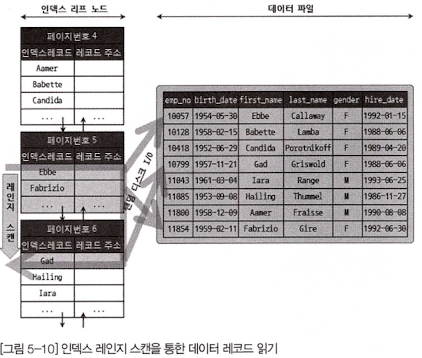 인덱스 리프 노드
데이터 파일
페이지번호 4
인덱스레코드 레코드 주소
Aamer
Babette
Candida
... ...
페이지번호 5
인덱스레코드 레코드 주소
Ebbe
Fabrizio
... ...
페이지번호 6
인덱스레코드 레코드 주소
Gad
Hailing
Iara
... ...
레인지 스캔
랜덤 디스크 I/O
emp_no birth_date first_name last_name gender hire_date
10057 1954-05-30 Ebbe Callaway F 1992-01-15
10128 1958-02-15 Babette Lamba F 1988-06-06
10418 1952-06-29 Candida Porotnikoff F 1989-04-20
10799 1957-11-21 Gad Griswold F 1988-06-06
11043 1961-03-04 Iara Range M 1993-06-25
11085 1953-09-08 Hailing Thummel M 1986-11-27
11800 1958-12-09 Aamer Fraisse M 1990-08-08
11854 1959-02-11 Fabrizio Gire F 1992-06-30
[그림 5-10] 인덱스 레인지 스캔을 통한 데이터 레코드 읽기